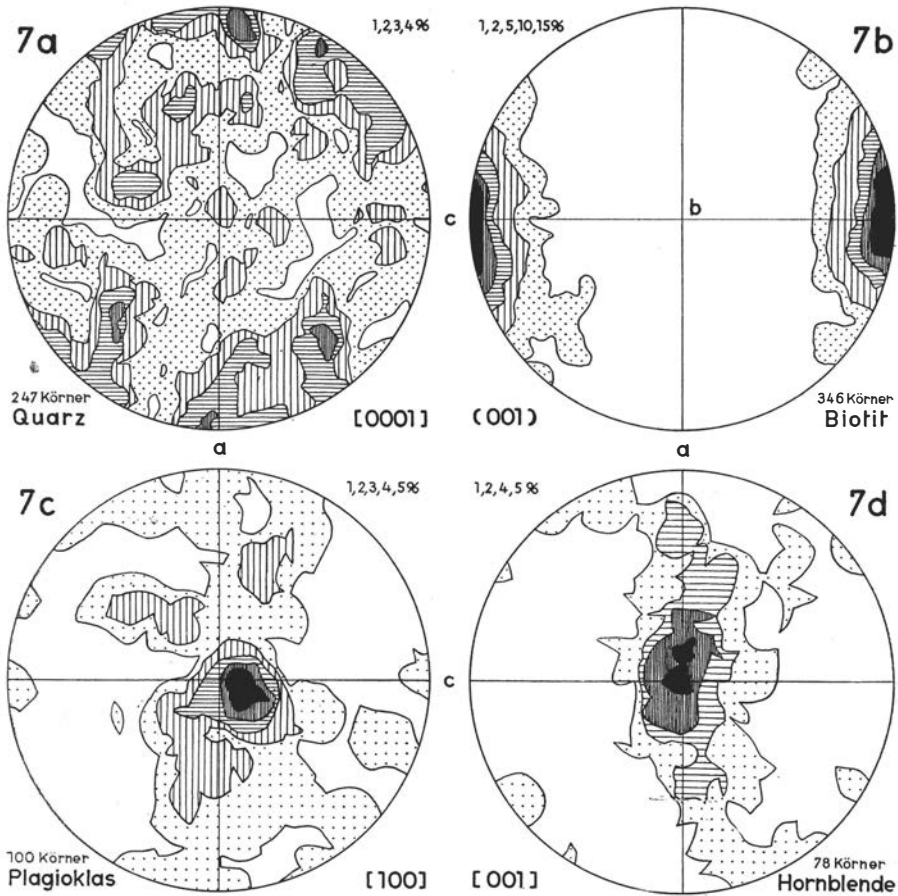 7a
1,2,3,4%
1,2,5,10,15%
7b
c
b
247 Körner
Quarz
[0001]
(001)
346 Körner
Biotit
a
a
7c
1,2,3,4,5%
1,2,4,5%
7d
c
100 Körner
Plagioklas
[100]
[001]
78 Körner
Hornblende